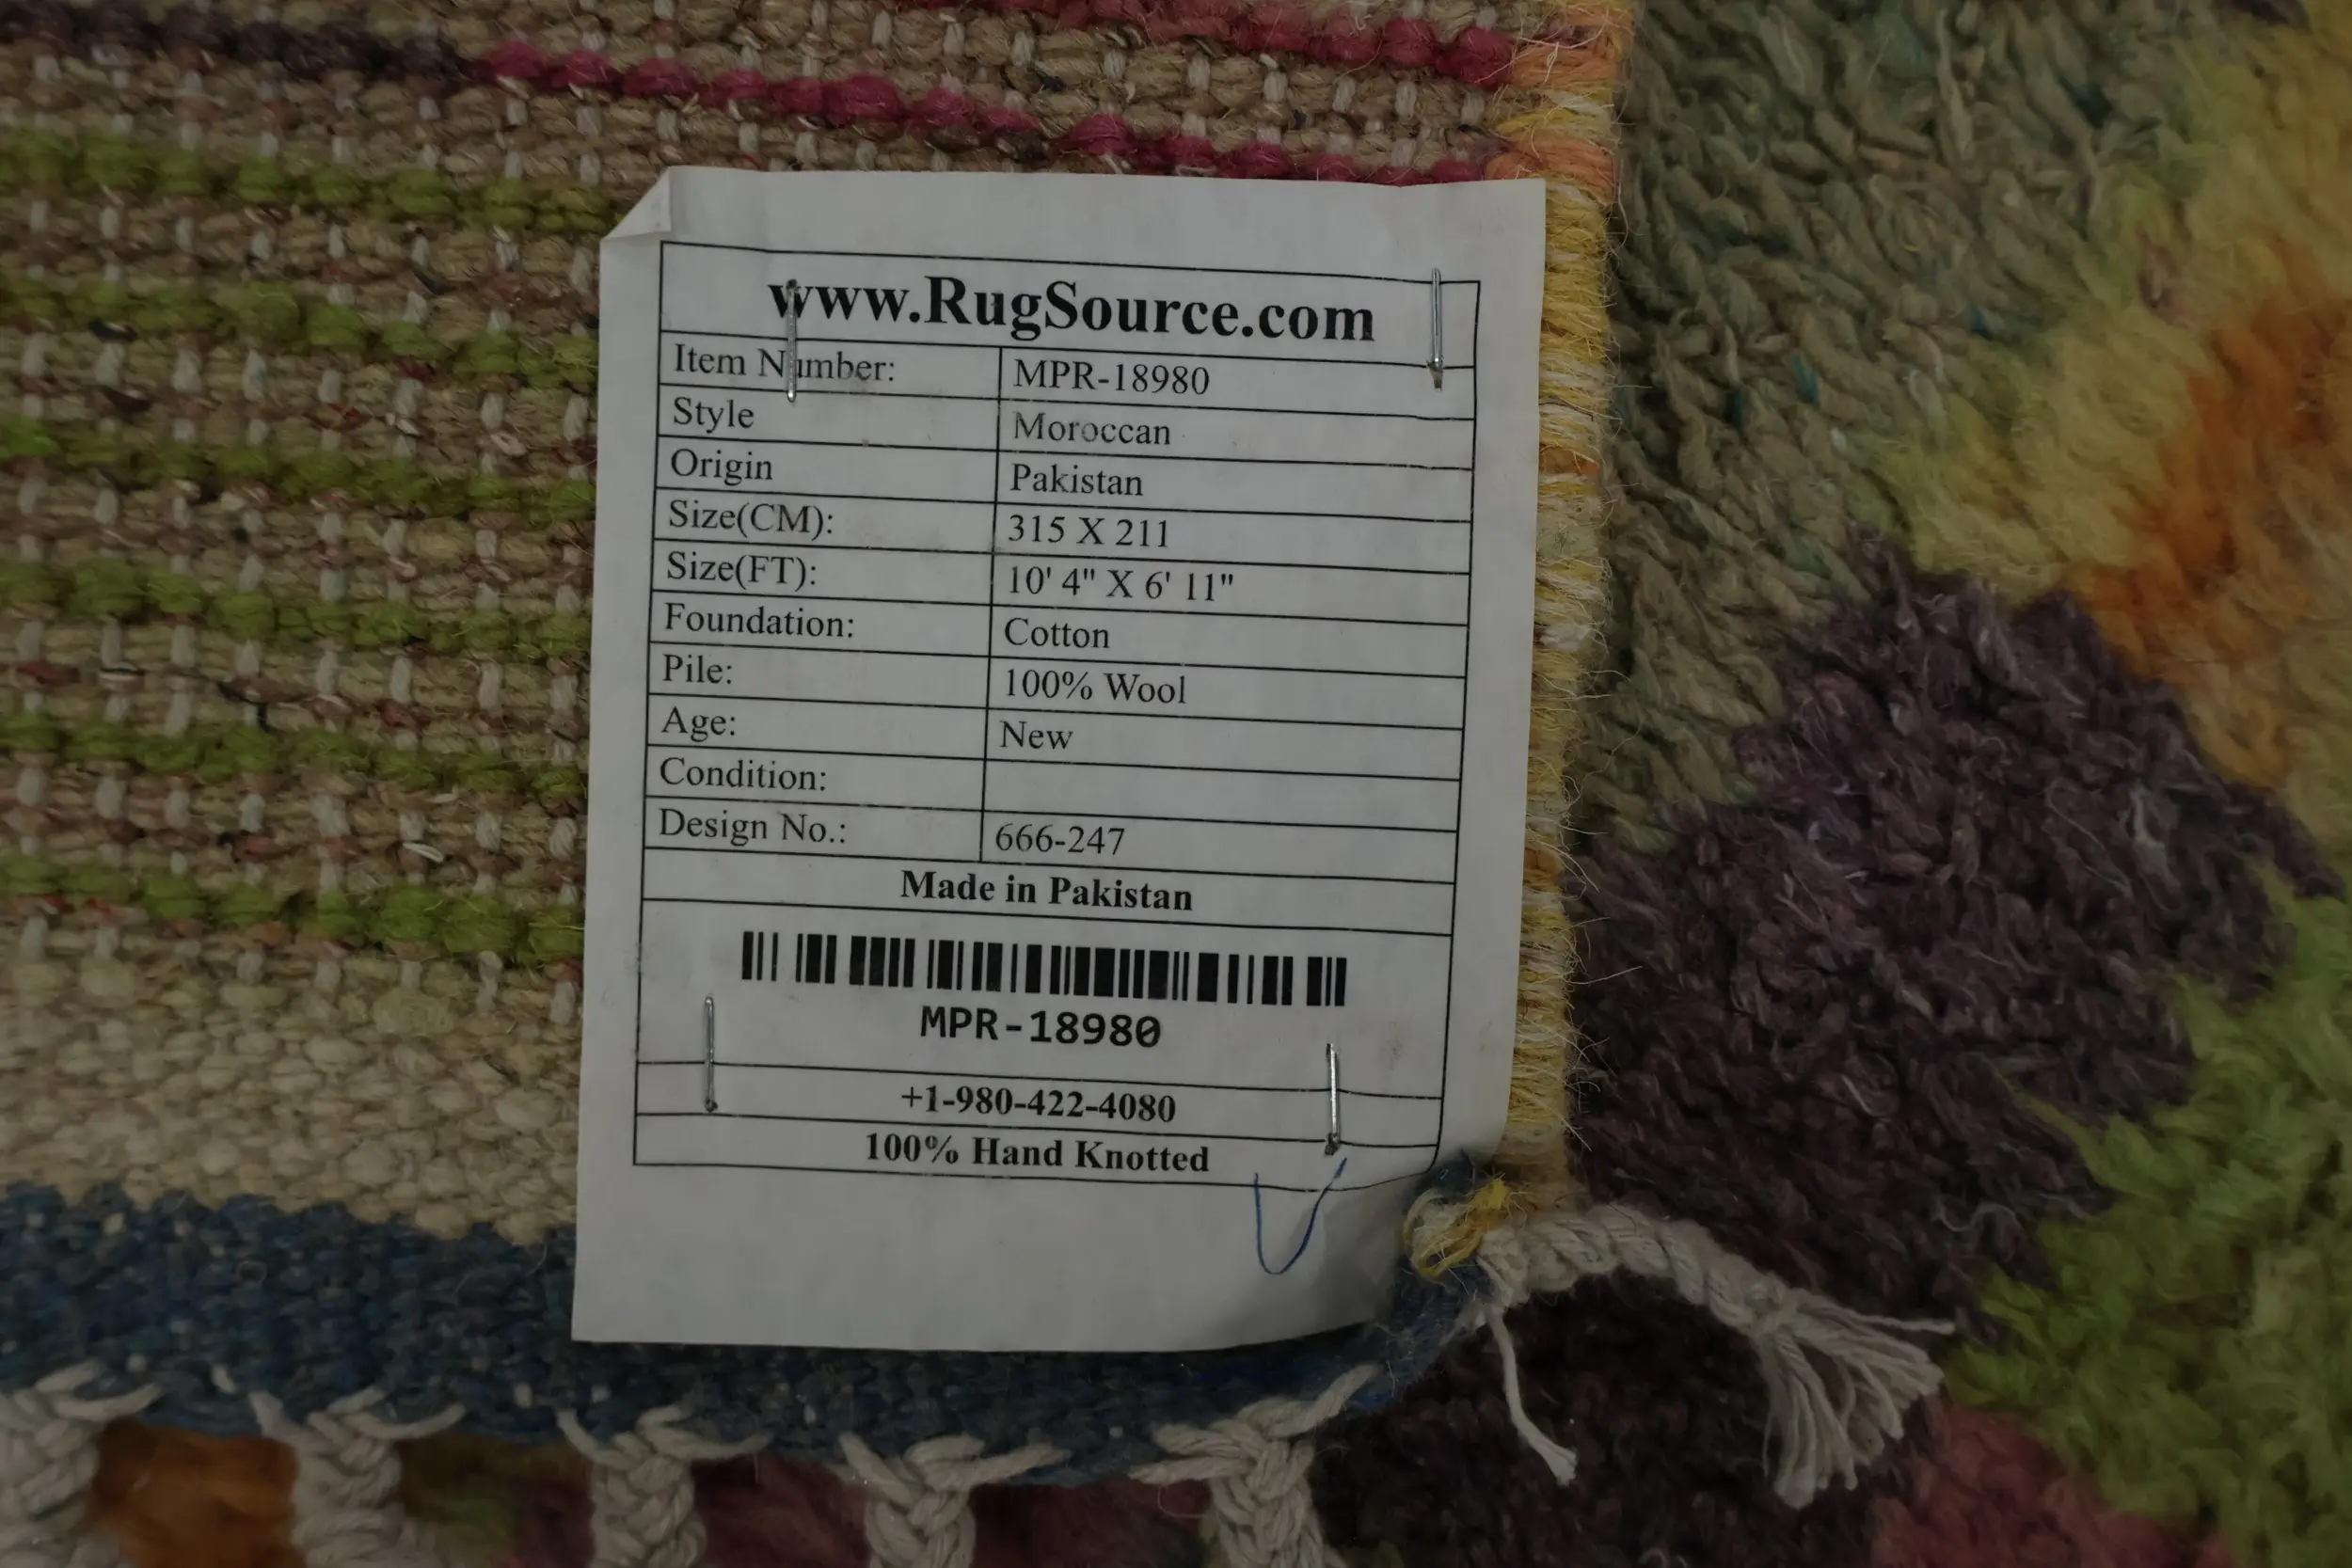 www.RugSource.com
Item Number: MPR-18980
Style Moroccan
Origin Pakistan
Size(CM): 315 X 211
Size(FT): 10' 4" X 6' 11"
Foundation: Cotton
Pile: 100% Wool
Age: New
Condition:
Design No.: 666-247
Made in Pakistan
MPR-18980
+1-980-422-4080
100% Hand Knotted